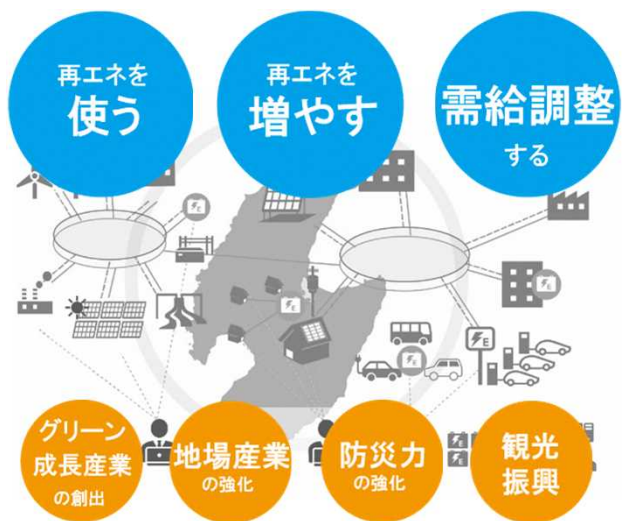 再エネを
使う
再エネを
増やす
需給調整
する
グリーン
成長産業
の創出
地場産業
の強化
防災力
の強化
観光
振興